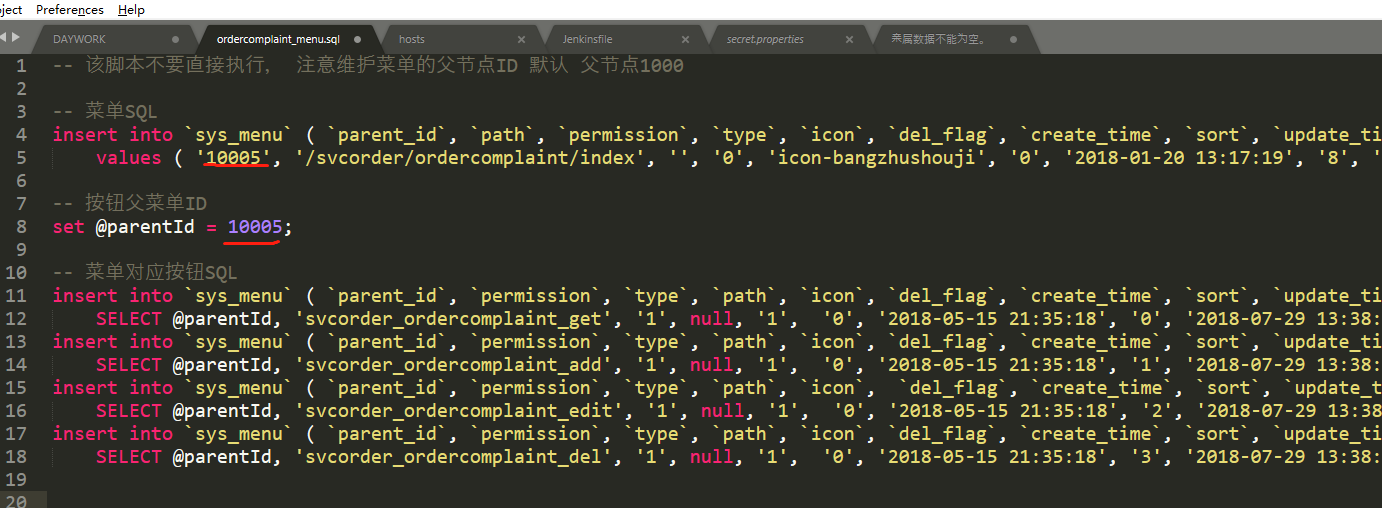 ject Preferences Help
DAYWORK ordercomplaint_menu.sql hosts Jenkinsfile secret.properties 亲属数据不能为空。
1 -- 该脚本不要直接执行， 注意维护菜单的父节点ID 默认 父节点1000
2
3 -- 菜单SQL
4 insert into `sys_menu` ( `parent_id`, `path`, `permission`, `type`, `icon`, `del_flag`, `create_time`, `sort`, `update_ti
5 values ( '10005', '/svcorder/ordercomplaint/index', '', '0', 'icon-bangzhushouji', '0', '2018-01-20 13:17:19', '8', '
6
7 -- 按钮父菜单ID
8 set @parentId = 10005;
9
10 -- 菜单对应按钮SQL
11 insert into `sys_menu` ( `parent_id`, `permission`, `type`, `path`, `icon`, `del_flag`, `create_time`, `sort`, `update_ti
12 SELECT @parentId, 'svcorder_ordercomplaint_get', '1', null, '1', '0', '2018-05-15 21:35:18', '0', '2018-07-29 13:38:
13 insert into `sys_menu` ( `parent_id`, `permission`, `type`, `path`, `icon`, `del_flag`, `create_time`, `sort`, `update_ti
14 SELECT @parentId, 'svcorder_ordercomplaint_add', '1', null, '1', '0', '2018-05-15 21:35:18', '1', '2018-07-29 13:38:
15 insert into `sys_menu` ( `parent_id`, `permission`, `type`, `path`, `icon`, `del_flag`, `create_time`, `sort`, `update_t
16 SELECT @parentId, 'svcorder_ordercomplaint_edit', '1', null, '1', '0', '2018-05-15 21:35:18', '2', '2018-07-29 13:38
17 insert into `sys_menu` ( `parent_id`, `permission`, `type`, `path`, `icon`, `del_flag`, `create_time`, `sort`, `update_ti
18 SELECT @parentId, 'svcorder_ordercomplaint_del', '1', null, '1', '0', '2018-05-15 21:35:18', '3', '2018-07-29 13:38:
19
20